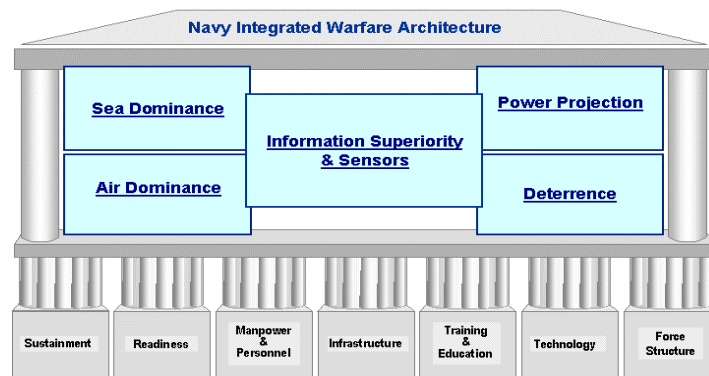 Navy Integrated Warfare Architecture
Sea Dominance
Air Dominance
Information Superiority
& Sensors
Power Projection
Deterrence
Sustainment
Readiness
Manpower
&
Personnel
Infrastructure
Training
&
Education
Technology
Force
Structure